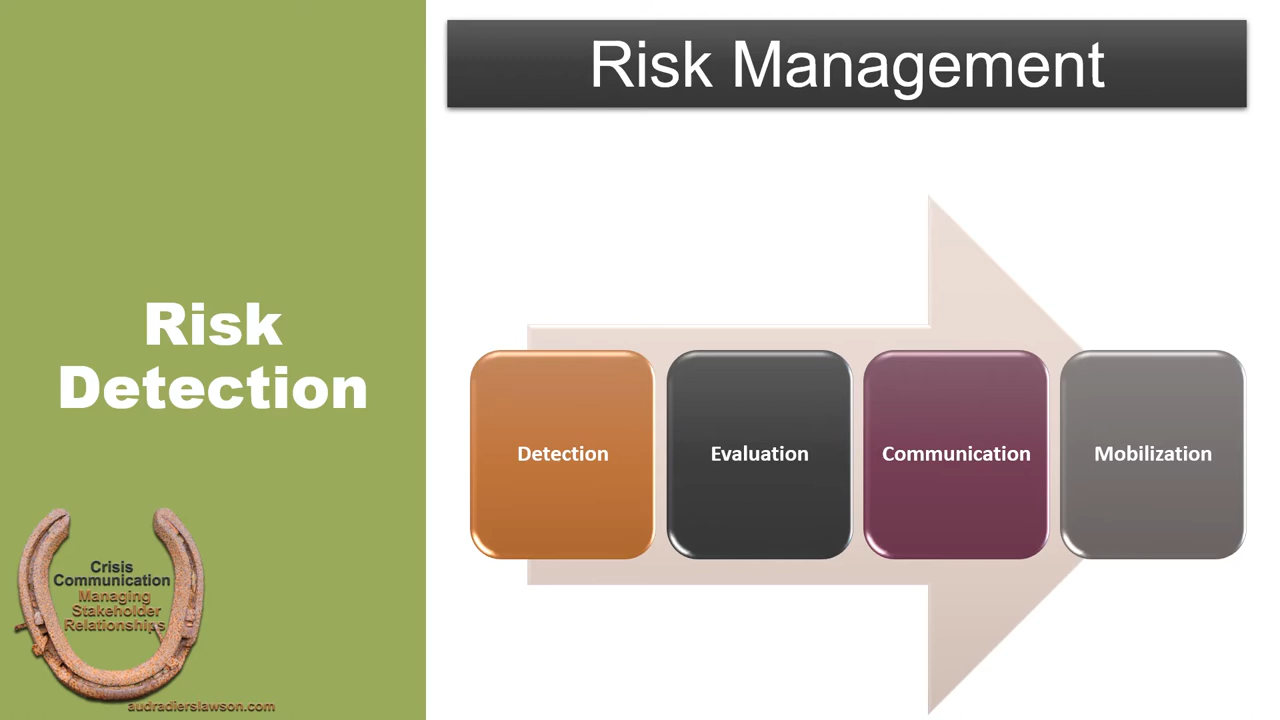 Risk Management
Risk
Detection
Detection
Evaluation
Communication
Mobilization
Crisis
Communication
Managing
Stakeholder
Relationships
audradierslawson.com